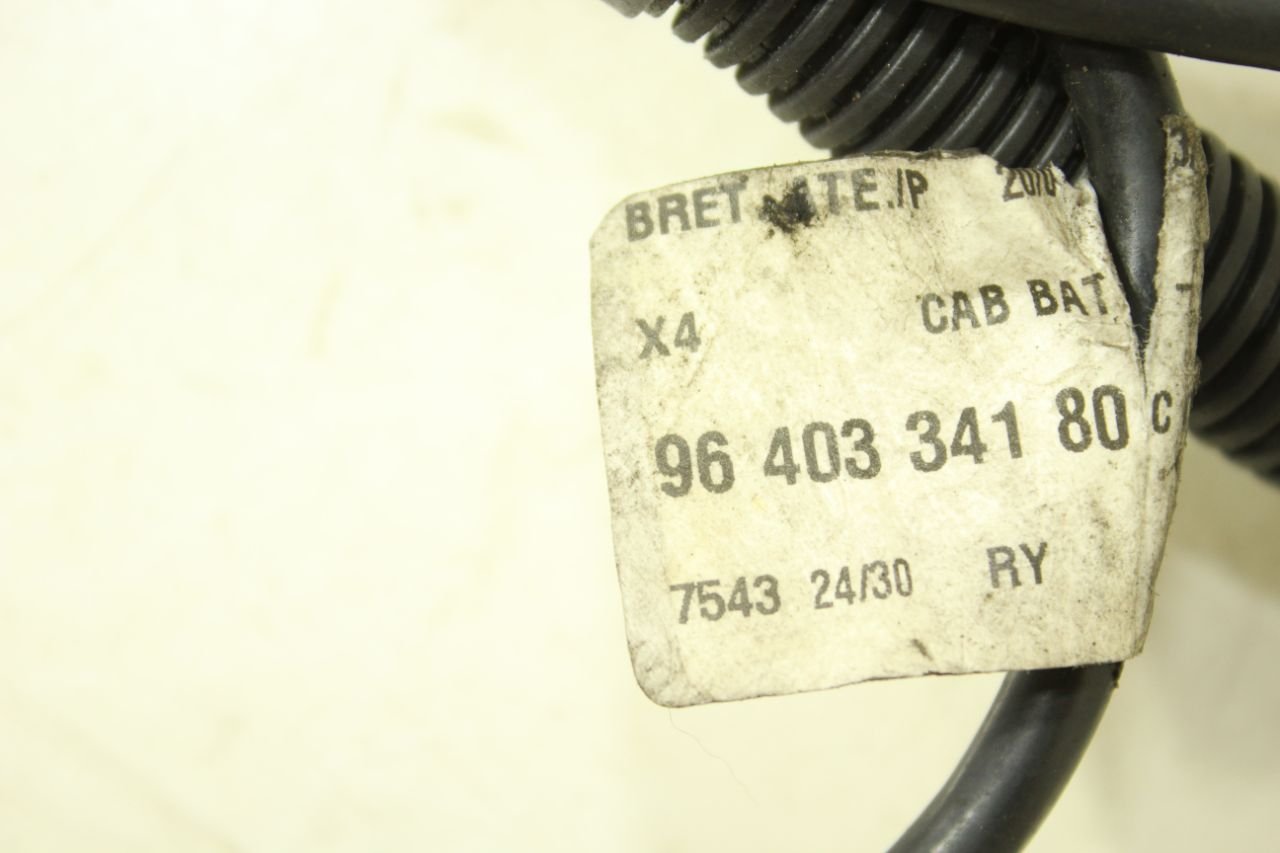 BRET
X4 CAB BAT
96 403 341 80 C
7543 24/30 RY